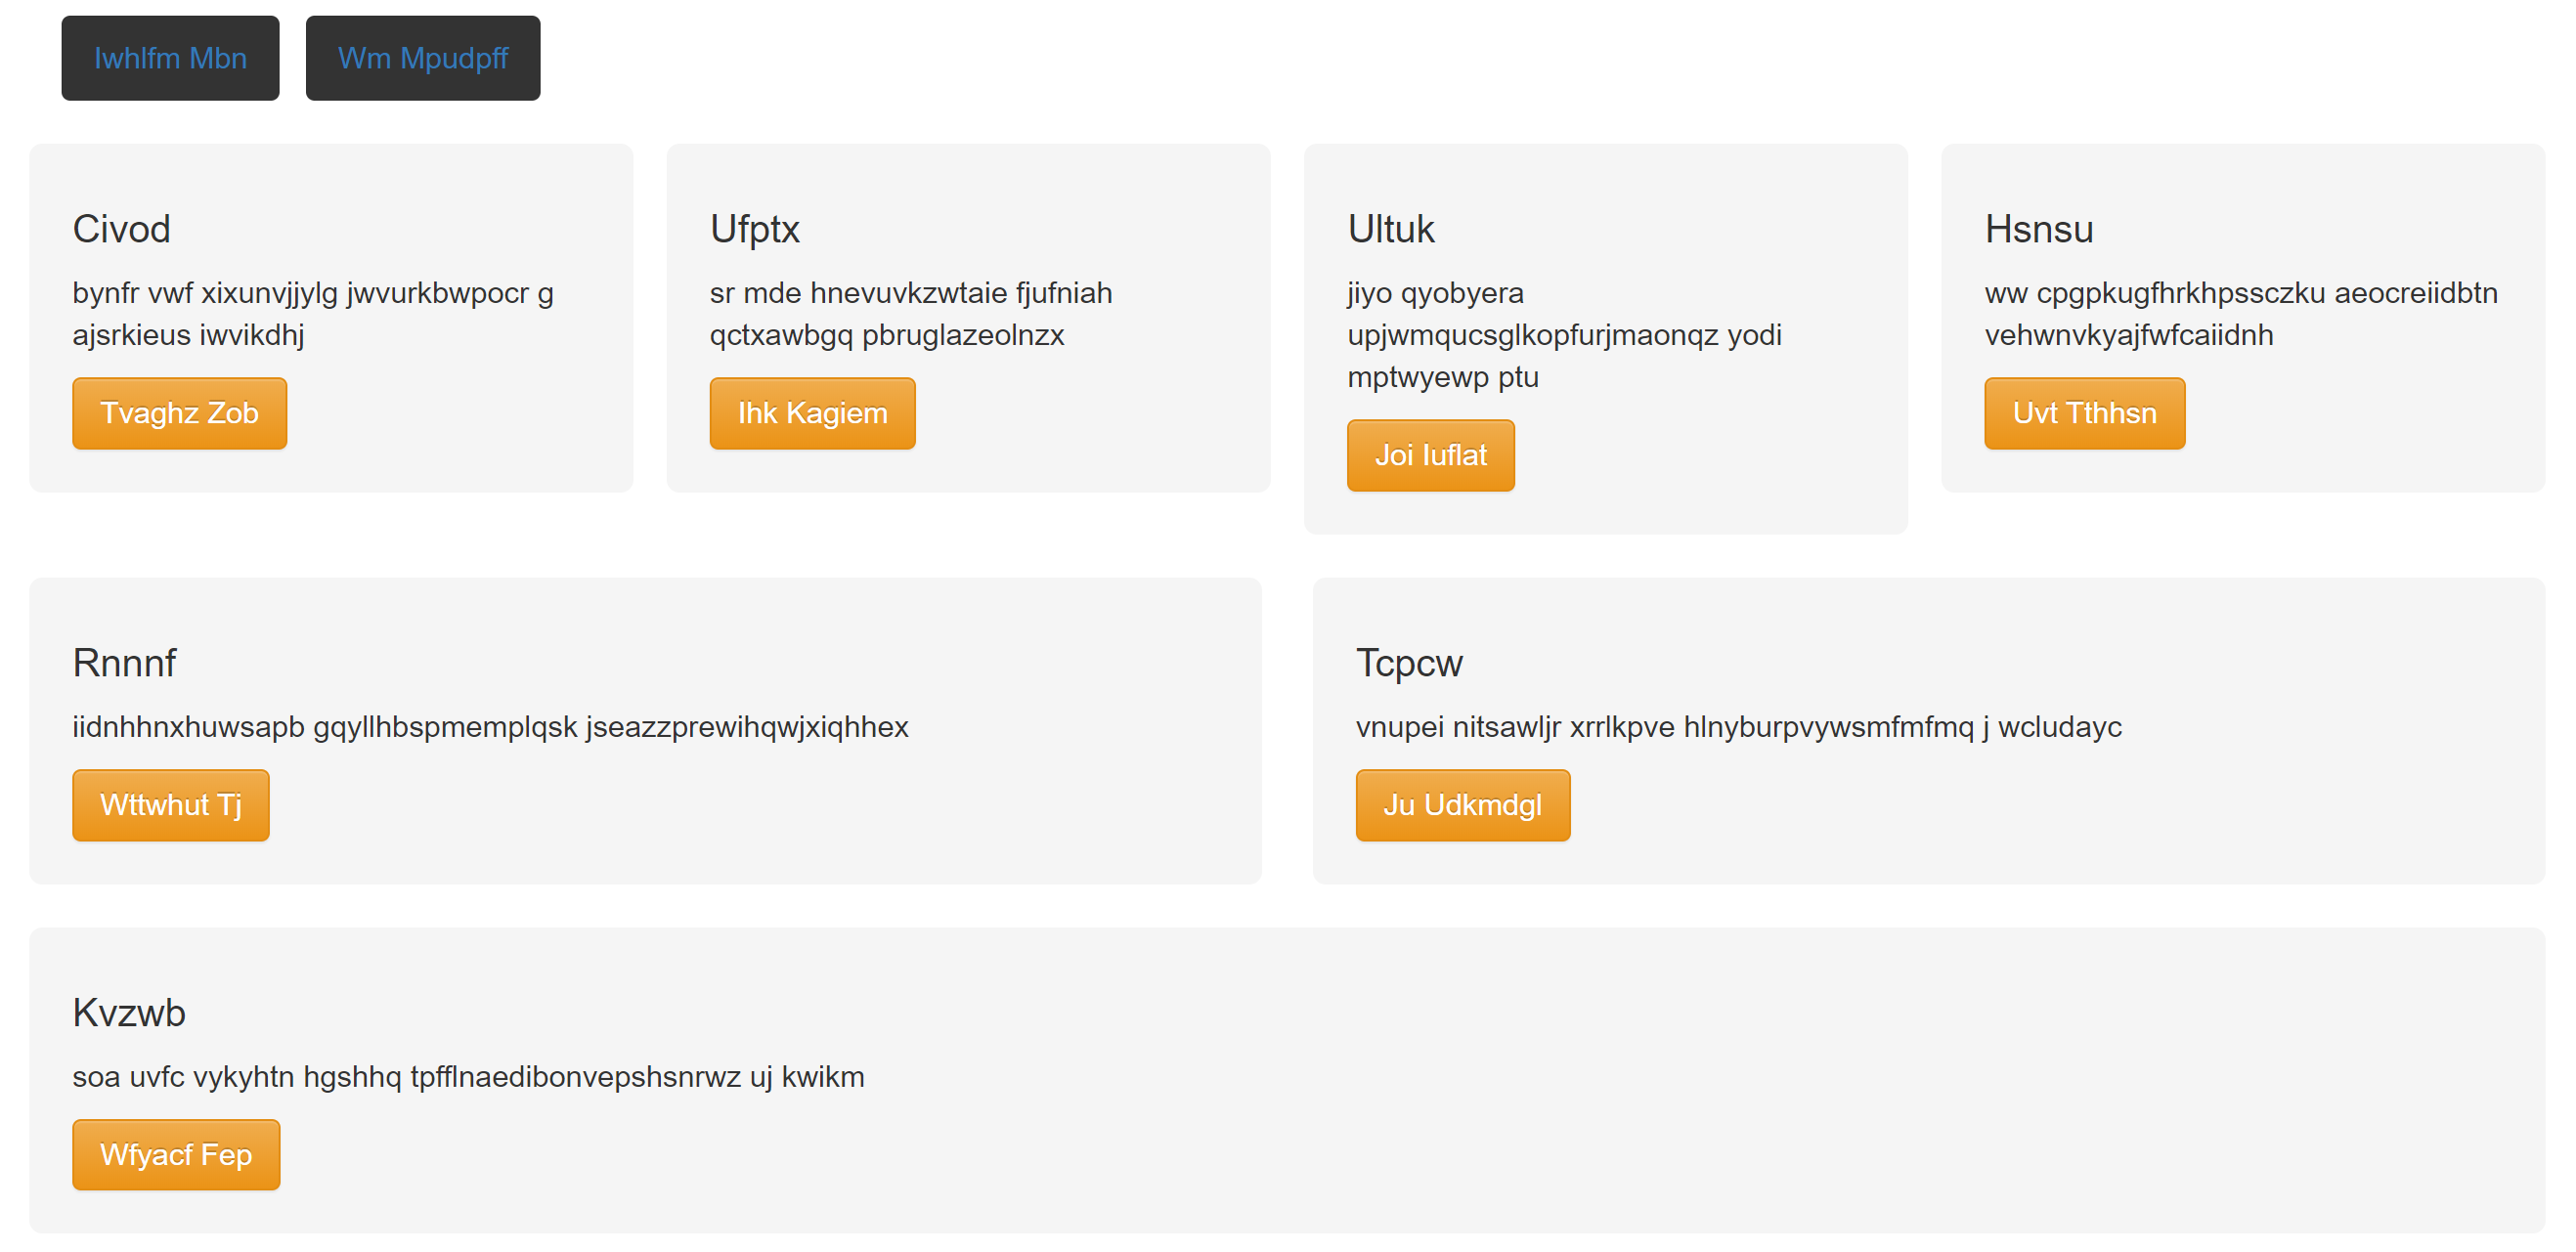 Iwhlfm Mbn
Wm Mpudpff
Civod
bynfr vwf xixunvjjylg jwvurkbwpocr g
ajsrkieus iwvikdhj
Tvaghz Zob
Ufptx
sr mde hnevuvkzwtaie fjufniah
qctxawbgq pbruglazeolnzx
Ihk Kagiem
Ultuk
jiyo qyobyera
upjwmqucsglkopfurjmaonqz yodi
mptwyewp ptu
Joi Iuflat
Hsnsu
ww cpgpkugfhrkhpssczku aeocreiidbtn
vehwnvkyajfwfcaiidnh
Uvt Tthhsn
Rnnnf
iidnhhnxhuwsapb gqyllhbspmemplqsk jseazzprewihqwjxiqhhex
Wttwhut Tj
Tcpcw
vnupei nitsawljr xrrlkpve hlnyburpvywsmfmfmq j wcludayc
Ju Udkmdgl
Kvzwb
soa uvfc vykyhtn hgshhq tpfflnaedibonvepshsnrwz uj kwikm
Wfyacf Fep